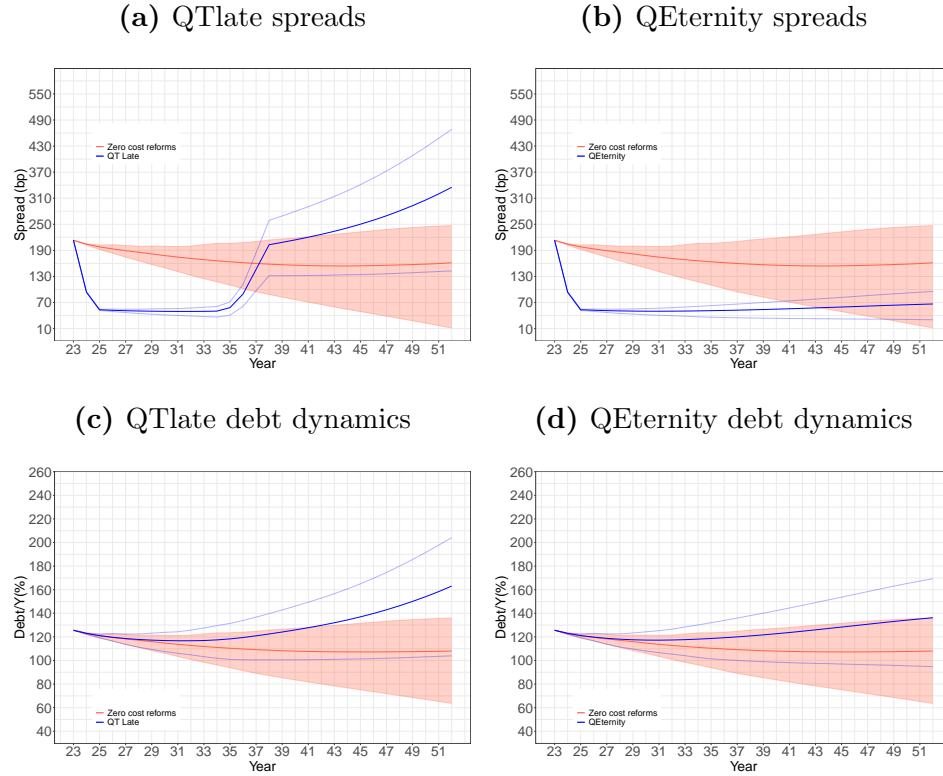 (a) QTlate spreads
(b) QEternity spreads
Spread (bp)
550
490
430
370
310
250
190
130
70
10
Zero cost reforms
QT Late
23 25 27 29 31 33 35 37 39 41 43 45 47 49 51
Year
Spread (bp)
550
490
430
370
310
250
190
130
70
10
Zero cost reforms
QEternity
23 25 27 29 31 33 35 37 39 41 43 45 47 49 51
Year
(c) QTlate debt dynamics
(d) QEternity debt dynamics
Debt/Y(%)
260
240
220
200
180
160
140
120
100
80
60
40
Zero cost reforms
QT Late
23 25 27 29 31 33 35 37 39 41 43 45 47 49 51
Year
Debt/Y(%)
260
240
220
200
180
160
140
120
100
80
60
40
Zero cost reforms
QEternity
23 25 27 29 31 33 35 37 39 41 43 45 47 49 51
Year